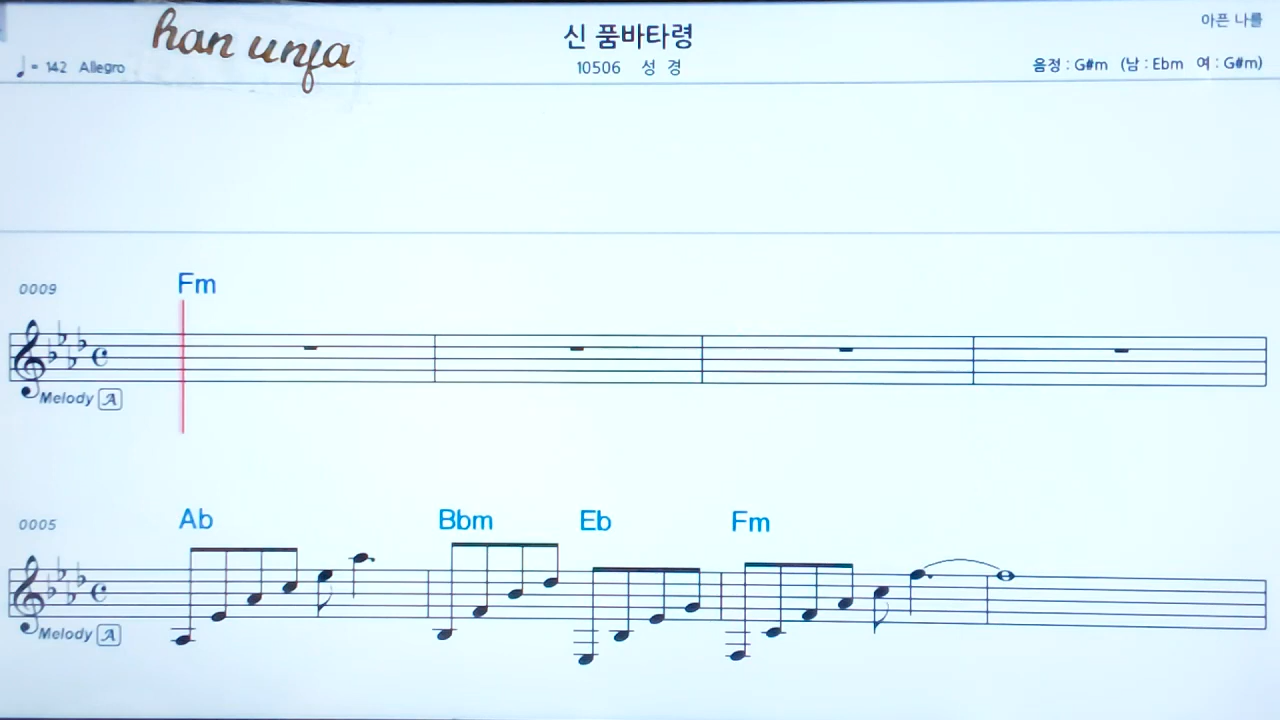 han unfa
신 품바타령
아픈 나를
♩ = 142 Allegro
10506 성 경
음정 : G#m (남 : Ebm 여 : G#m)
0009
Fm
Melody A
0005
Ab Bbm Eb Fm
Melody A